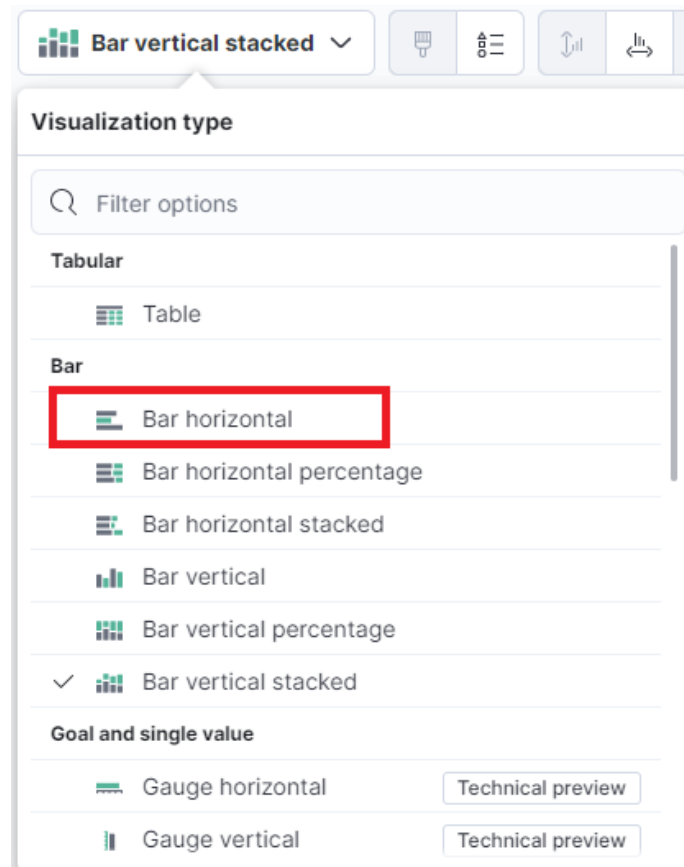 Bar vertical stacked
Visualization type
Filter options
Tabular
Table
Bar
Bar horizontal
Bar horizontal percentage
Bar horizontal stacked
Bar vertical
Bar vertical percentage
Bar vertical stacked
Goal and single value
Gauge horizontal Technical preview
Gauge vertical Technical preview